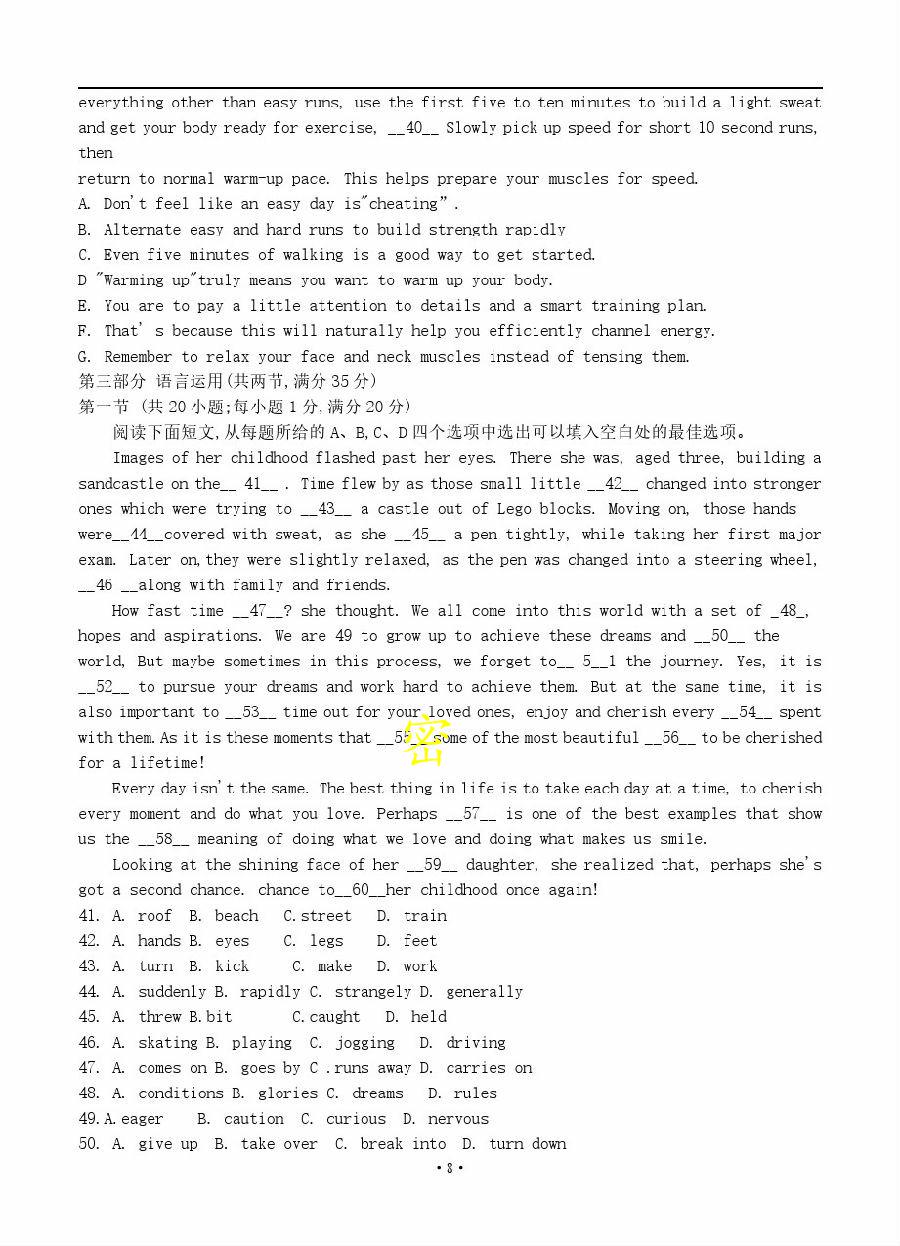 everything other than easy runs, use the first five to ten minutes to build a light sweat
and get your body ready for exercise, __40__ Slowly pick up speed for short 10 second runs,
then
return to normal warm-up pace. This helps prepare your muscles for speed.
A. Don't feel like an easy day is"cheating”.
B. Alternate easy and hard runs to build strength rapidly
C. Even five minutes of walking is a good way to get started.
D "Warming up"truly means you want to warm up your body.
E. You are to pay a little attention to details and a smart training plan.
F. That’s because this will naturally help you efficiently channel energy.
G. Remember to relax your face and neck muscles instead of tensing them.
第三部分 语言运用(共两节,满分 35 分)
第一节 (共 20 小题;每小题 1 分,满分 20 分)
阅读下面短文,从每题所给的 A、B,C、D 四个选项中选出可以填入空白处的最佳选项。
Images of her childhood flashed past her eyes. There she was, aged three, building a
sandcastle on the__ 41__ . Time flew by as those small little __42__ changed into stronger
ones which were trying to __43__ a castle out of Lego blocks. Moving on, those hands
were__44__covered with sweat, as she __45__ a pen tightly, while taking her first major
exam. Later on,they were slightly relaxed, as the pen was changed into a steering wheel,
__46 __along with family and friends.
How fast time __47__? she thought. We all come into this world with a set of _48_,
hopes and aspirations. We are 49 to grow up to achieve these dreams and __50__ the
world, But maybe sometimes in this process, we forget to__ 5__1 the journey. Yes, it is
__52__ to pursue your dreams and work hard to achieve them. But at the same time, it is
also important to __53__ time out for your loved ones, enjoy and cherish every __54__ spent
with them.As it is these moments that __55__ some of the most beautiful __56__ to be cherished
for a lifetime!
密
Every day isn't the same. The best thing in life is to take each day at a time, to cherish
every moment and do what you love. Perhaps __57__ is one of the best examples that show
us the __58__ meaning of doing what we love and doing what makes us smile.
Looking at the shining face of her __59__ daughter, she realized that, perhaps she's
got a second chance. chance to__60__her childhood once again!
41. A. roof B. beach C.street D. train
42. A. hands B. eyes C. legs D. feet
43. A. turn B. kick C. make D. work
44. A. suddenly B. rapidly C. strangely D. generally
45. A. threw B.bit C.caught D. held
46. A. skating B. playing C. jogging D. driving
47. A. comes on B. goes by C .runs away D. carries on
48. A. conditions B. glories C. dreams D. rules
49.A.eager B. caution C. curious D. nervous
50. A. give up B. take over C. break into D. turn down
·8·